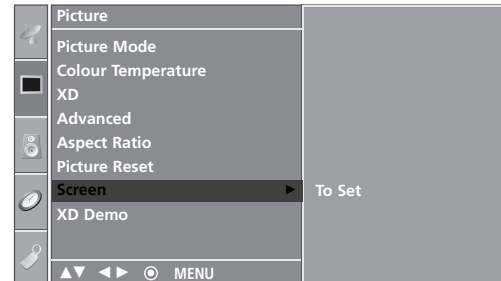 Picture
Picture Mode
Colour Temperature
XD
Advanced
Aspect Ratio
Picture Reset
Screen ▶ To Set
XD Demo
▲▼ ◀▶ ◉ MENU